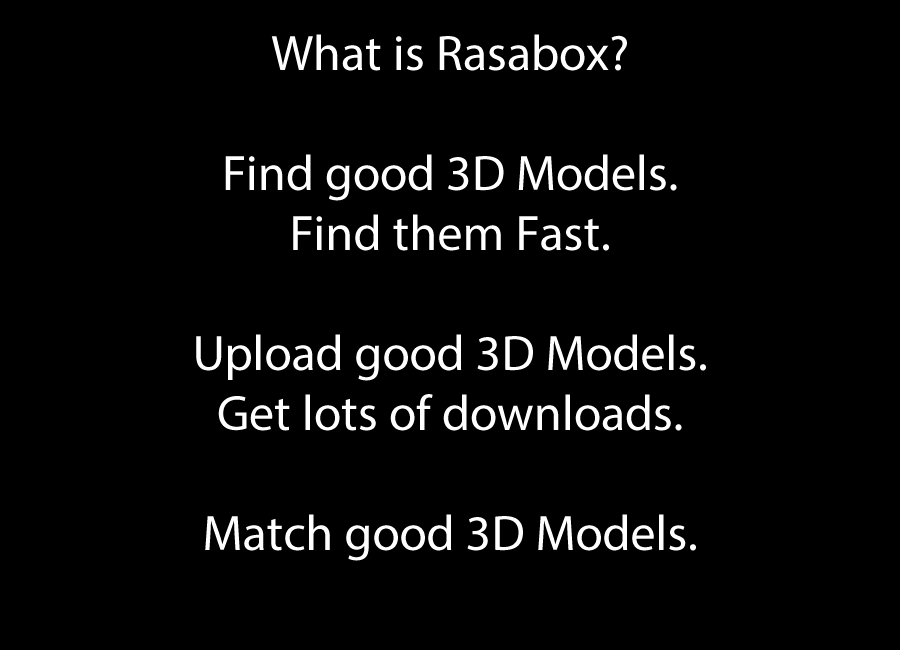 What is Rasabox?
Find good 3D Models.
Find them Fast.
Upload good 3D Models.
Get lots of downloads.
Match good 3D Models.